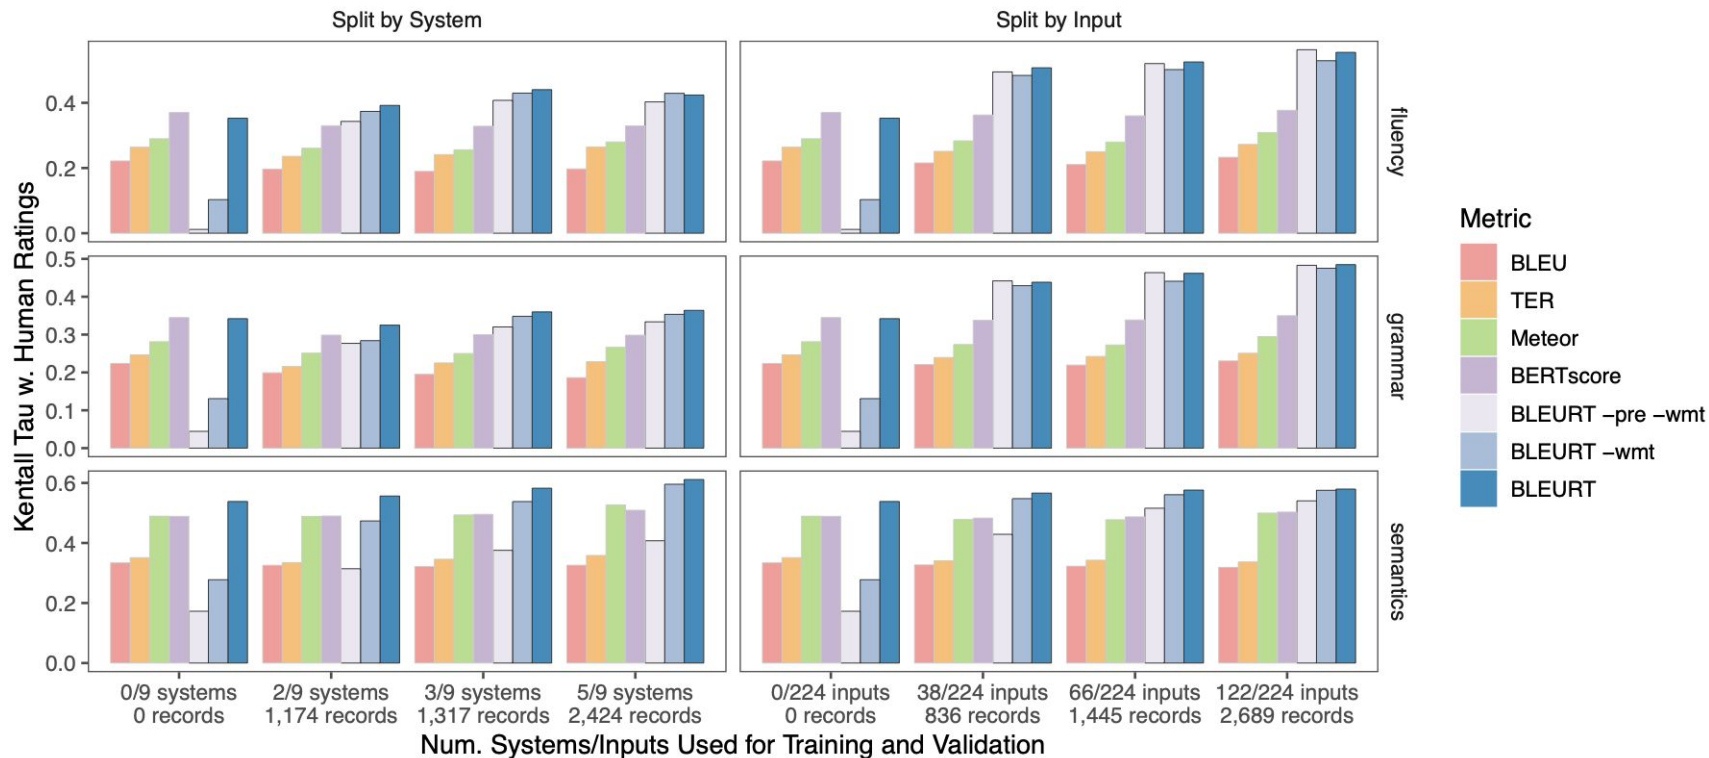 Split by System
Split by Input
Kentall Tau w. Human Ratings
0.4
0.2
0.0
fluency
0.5
0.4
0.3
0.2
0.1
0.0
grammar
0.6
0.4
0.2
0.0
semantics
0/9 systems
0 records
2/9 systems
1,174 records
3/9 systems
1,317 records
5/9 systems
2,424 records
0/224 inputs
0 records
38/224 inputs
836 records
66/224 inputs
1,445 records
122/224 inputs
2,689 records
Num. Systems/Inputs Used for Training and Validation
Metric
BLEU
TER
Meteor
BERTscore
BLEURT −pre −wmt
BLEURT −wmt
BLEURT